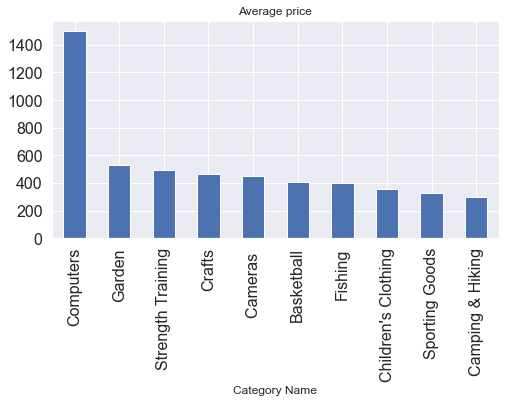 Average price
1400
1200
1000
800
600
400
200
0
Computers
Garden
Strength Training
Crafts
Cameras
Basketball
Fishing
Children's Clothing
Sporting Goods
Camping & Hiking
Category Name